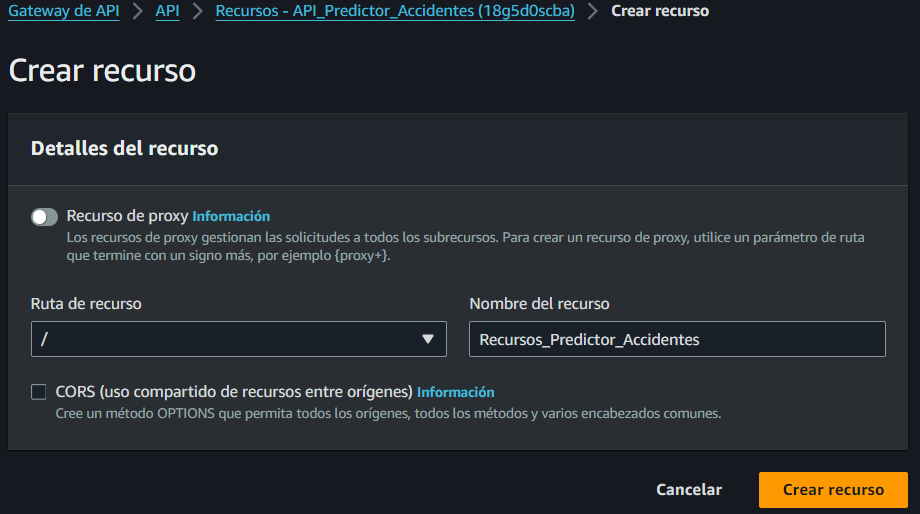 Gateway de API > API > Recursos - API_Predictor_Accidentes (18g5d0scba) > Crear recurso
Crear recurso
Detalles del recurso
Recurso de proxy Información
Los recursos de proxy gestionan las solicitudes a todos los subrecursos. Para crear un recurso de proxy, utilice un parámetro de ruta
que termine con un signo más, por ejemplo {proxy+}.
Ruta de recurso
Nombre del recurso
/
Recursos_Predictor_Accidentes
CORS (uso compartido de recursos entre orígenes) Información
Cree un método OPTIONS que permita todos los orígenes, todos los métodos y varios encabezados comunes.
Cancelar
Crear recurso